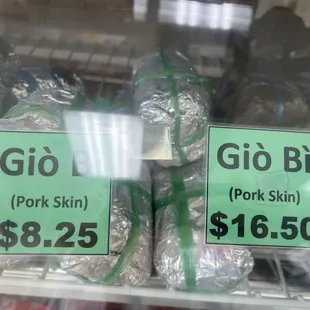 Giò B
(Pork Skin)
$8.25
Giò Bì
(Pork Skin)
$16.50